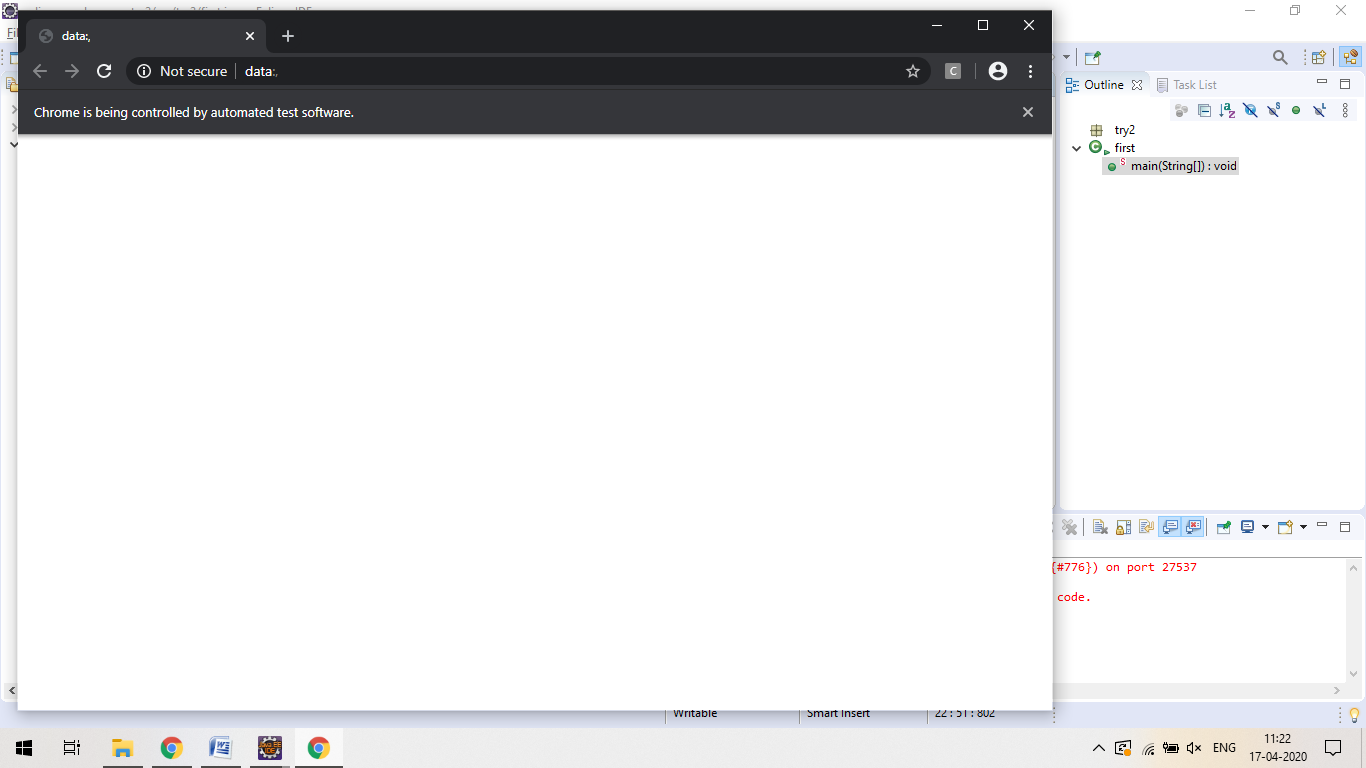 data:,
Not secure
data:,
C
Chrome is being controlled by automated test software.
Outline
Task List
try2
first
main(String[]) : void
{#776}) on port 27537
code.
Writable
Smart Insert
22 : 51 : 802
ENG
11:22
17-04-2020